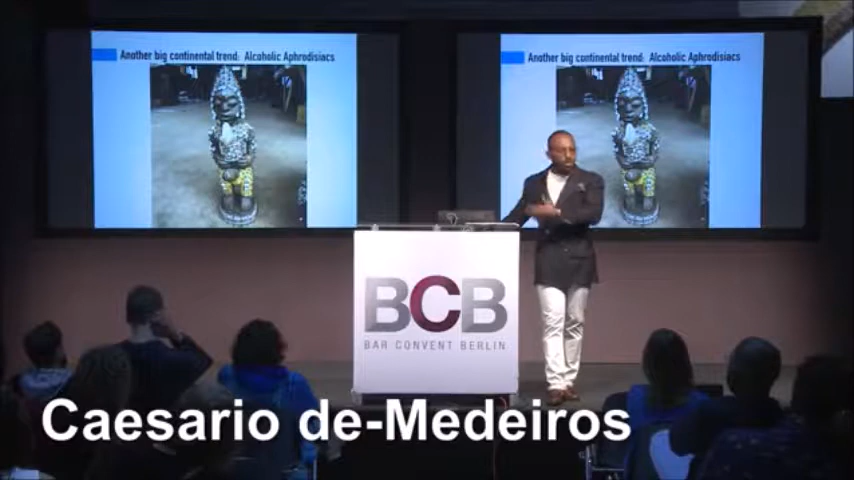 Another big continental trend: Alcoholic Aphrodisiacs
Another big continental trend: Alcoholic Aphrodisiacs
BCB
BAR CONVENT BERLIN
Caesario de-Medeiros